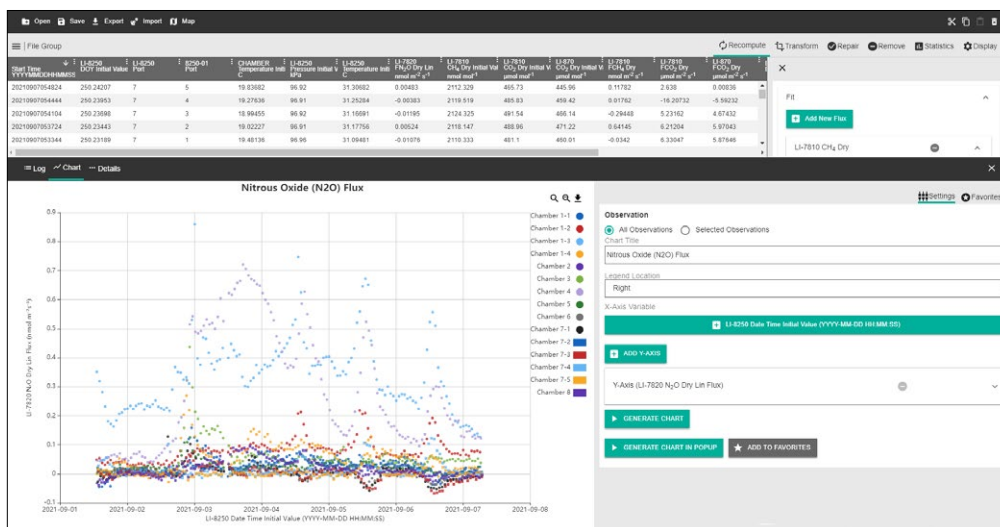 Open Save Export Import Map
File Group
Recompute Transform Repair Remove Statistics Display
Start Time YYYYMMDDHHMMSS
LI-8250 DOY Initial Value
LI-8250 Port
8250-01 Port
CHAMBER Temperature Initi C
LI-8250 Pressure Initial V kPa
LI-8250 Temperature Initi C
LI-7820 FN₂O Dry Lin nmol m⁻² s⁻¹
LI-7810 CH₄ Dry Initial Val nmol mol⁻¹
LI-7810 CO₂ Dry Initial V µmol mol⁻¹
LI-870 CO₂ Dry Initial V µmol mol⁻¹
LI-7810 FCH₄ Dry nmol m⁻² s⁻¹
LI-7810 FCO₂ Dry µmol m⁻² s⁻¹
LI-870 FCO₂ Dry µmol m⁻² s⁻¹
20210907054824 250.24207 7 5 19.83682 96.92 31.30682 0.00483 2112.329 465.73 445.96 0.11782 2.638 0.00836
20210907054444 250.23953 7 4 19.27636 96.91 31.25284 -0.00383 2119.519 485.83 459.42 0.01762 -16.20732 -5.59232
20210907054104 250.23698 7 3 18.99455 96.92 31.16691 -0.01195 2124.325 491.54 466.14 -0.29448 5.23162 4.67432
20210907053724 250.23443 7 2 19.02227 96.91 31.17756 0.00524 2118.147 488.96 471.22 0.64145 6.21204 5.97043
20210907053344 250.23189 7 1 19.48136 96.96 31.09401 -0.01076 2110.333 481.1 460.01 -0.0342 6.33047 5.87646
Fit
Add New Flux
LI-7810 CH₄ Dry
Log Chart Details
Nitrous Oxide (N2O) Flux
0.9
0.8
0.7
0.6
0.5
0.4
0.3
0.2
0.1
0
-0.1
LI-7820 N₂O Dry Lin Flux (nmol m⁻²s⁻¹)
2021-09-01 2021-09-02 2021-09-03 2021-09-04 2021-09-05 2021-09-06 2021-09-07 2021-09-08
LI-8250 Date Time Initial Value (YYYY-MM-DD HH:MM:SS)
Chamber 1-1
Chamber 1-2
Chamber 1-3
Chamber 1-4
Chamber 2
Chamber 3
Chamber 4
Chamber 5
Chamber 6
Chamber 7-1
Chamber 7-2
Chamber 7-3
Chamber 7-4
Chamber 7-5
Chamber 8
Settings Favorites
Observation
All Observations Selected Observations
Chart Title
Nitrous Oxide (N2O) Flux
Legend Location
Right
X-Axis Variable
LI-8250 Date Time Initial Value (YYYY-MM-DD HH:MM:SS)
ADD Y-AXIS
Y-Axis (LI-7820 N₂O Dry Lin Flux)
GENERATE CHART
GENERATE CHART IN POPUP ADD TO FAVORITES